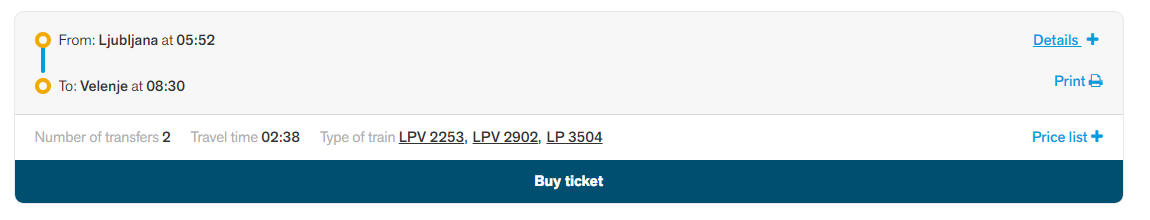 From: Ljubljana at 05:52
Details
To: Velenje at 08:30
Print
Number of transfers 2 Travel time 02:38 Type of train LPV 2253, LPV 2902, LP 3504
Price list
Buy ticket